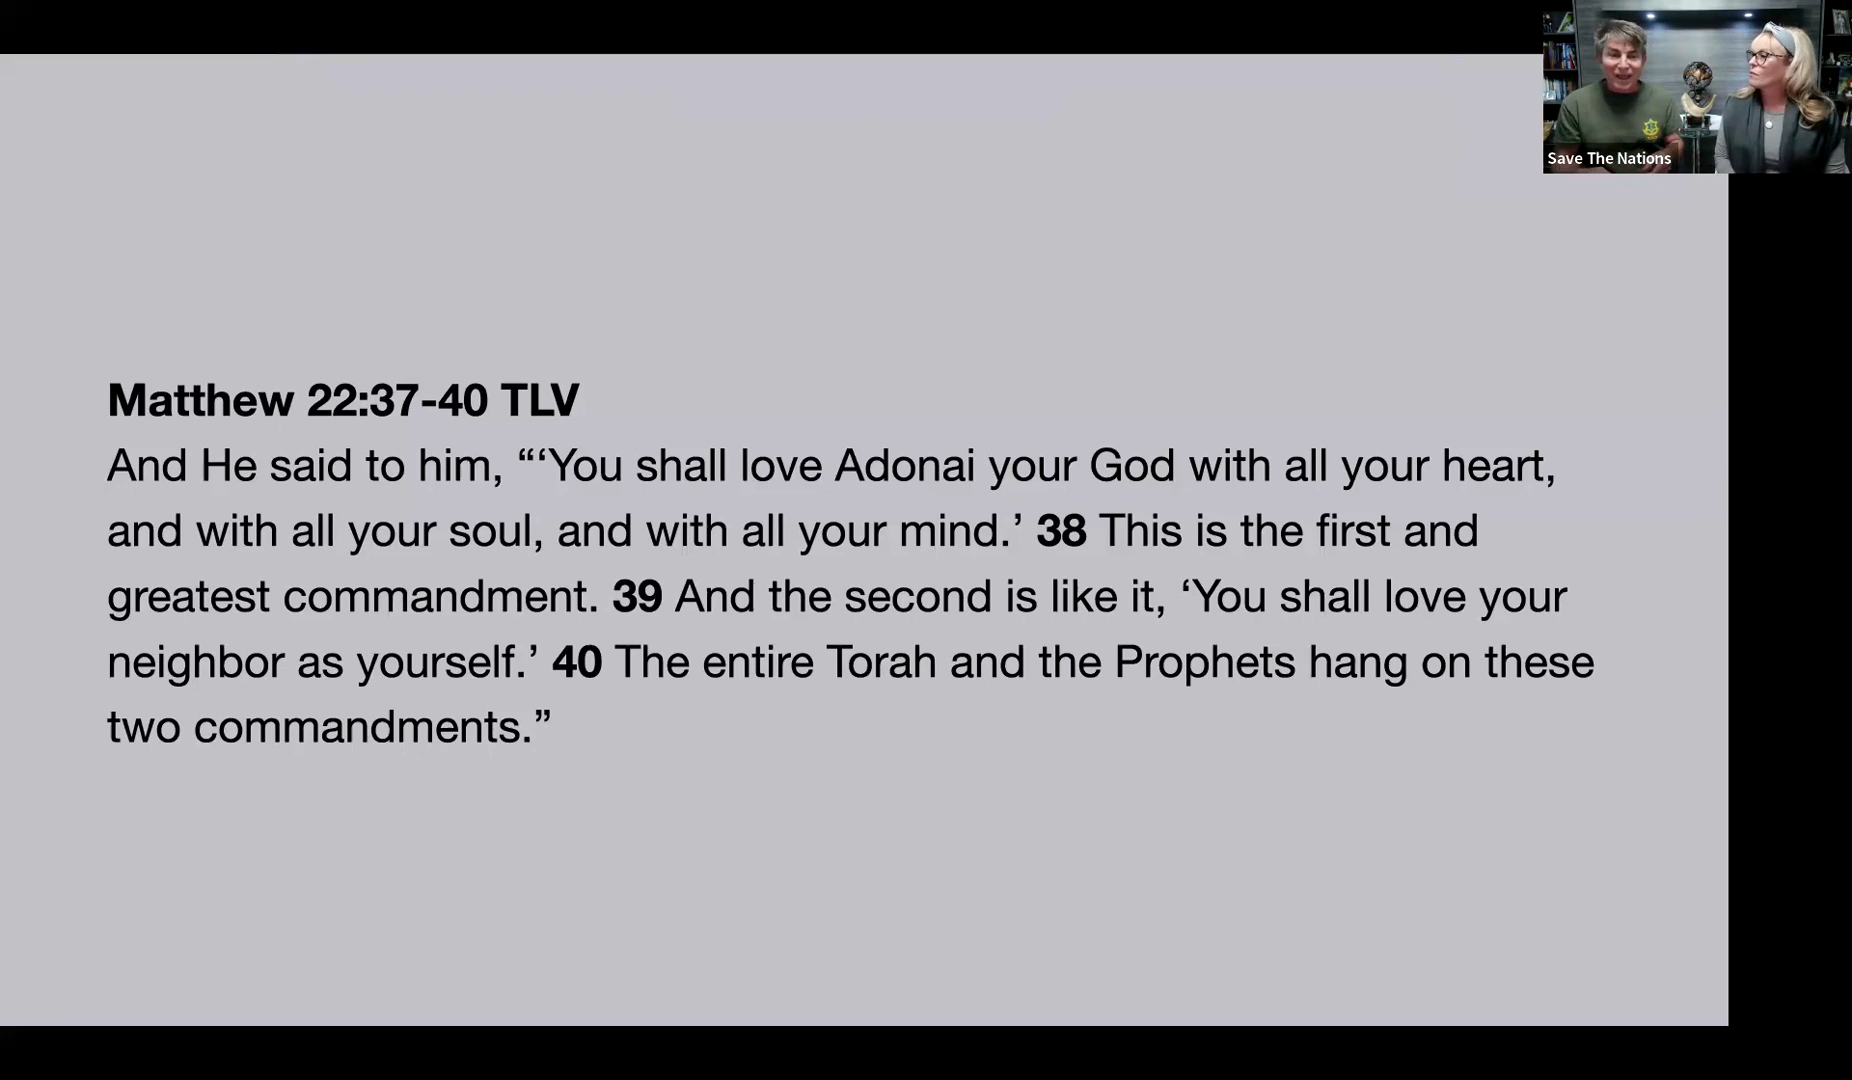 Save The Nations
Matthew 22:37-40 TLV
And He said to him, “‘You shall love Adonai your God with all your heart,
and with all your soul, and with all your mind.’ 38 This is the first and
greatest commandment. 39 And the second is like it, ‘You shall love your
neighbor as yourself.’ 40 The entire Torah and the Prophets hang on these
two commandments.”